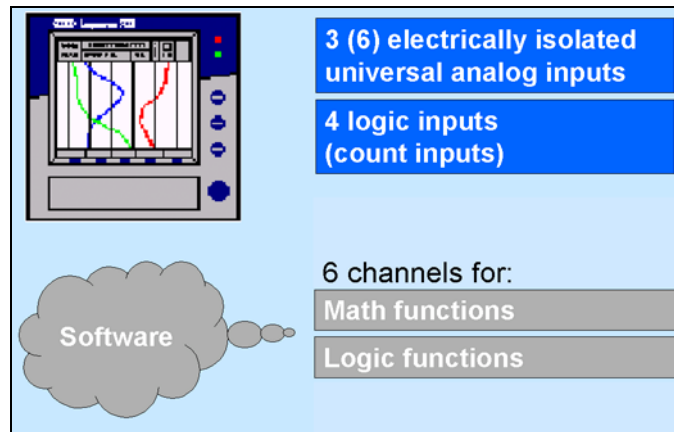 3 (6) electrically isolated
universal analog inputs
4 logic inputs
(count inputs)
6 channels for:
Software
Math functions
Logic functions